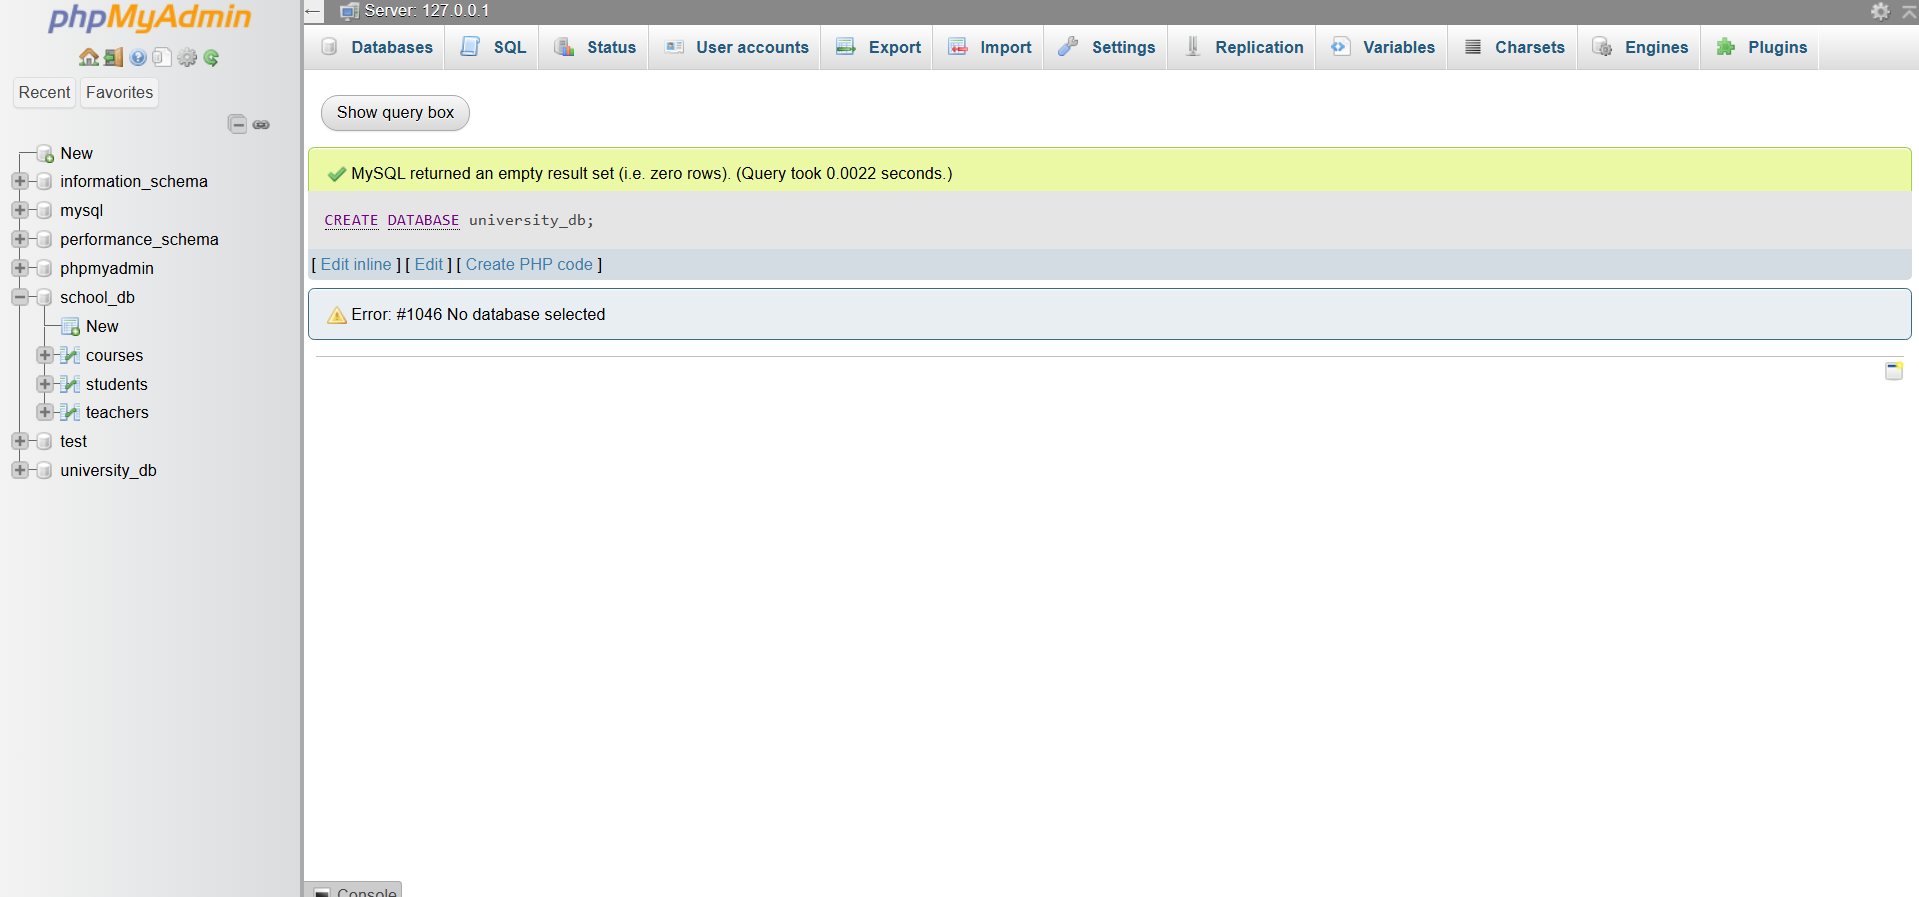 phpMyAdmin
Recent Favorites
New
information_schema
mysql
performance_schema
phpmyadmin
school_db
New
courses
students
teachers
test
university_db
Server: 127.0.0.1
Databases SQL Status User accounts Export Import Settings Replication Variables Charsets Engines Plugins
Show query box
MySQL returned an empty result set (i.e. zero rows). (Query took 0.0022 seconds.)
CREATE DATABASE university_db;
[ Edit inline ] [ Edit ] [ Create PHP code ]
Error: #1046 No database selected
Console